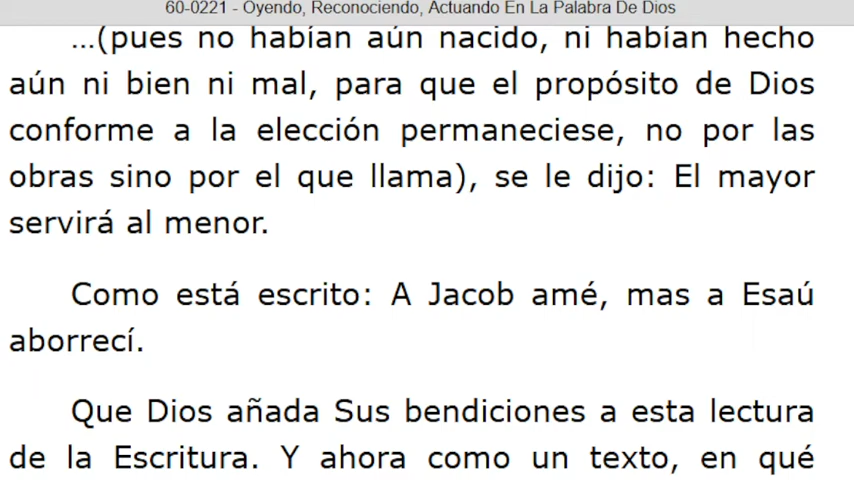 60-0221 - Oyendo, Reconociendo, Actuando En La Palabra De Dios
…(pues no habían aún nacido, ni habían hecho
aún ni bien ni mal, para que el propósito de Dios
conforme a la elección permaneciese, no por las
obras sino por el que llama), se le dijo: El mayor
servirá al menor.
Como está escrito: A Jacob amé, mas a Esaú
aborrecí.
Que Dios añada Sus bendiciones a esta lectura
de la Escritura. Y ahora como un texto, en qué